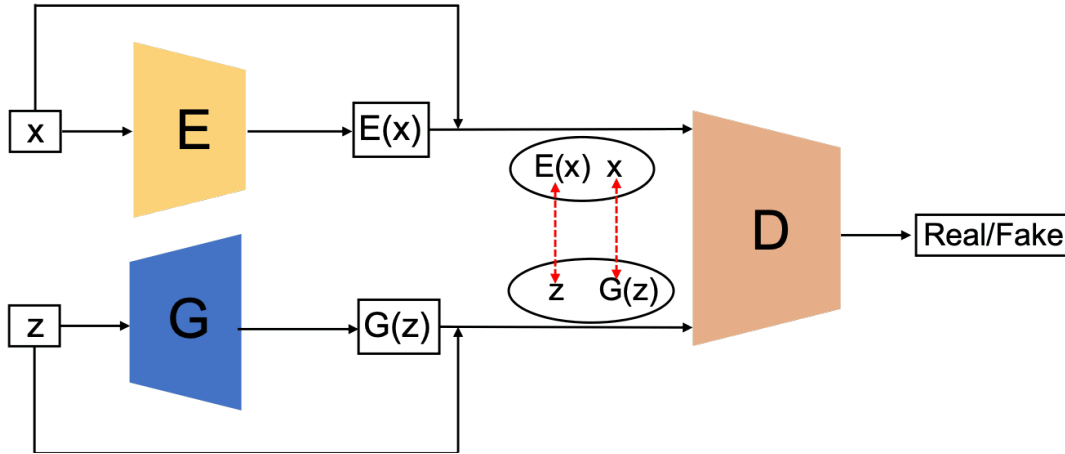 x
E
E(x)
E(x) x
D
Real/Fake
z G(z)
z
G
G(z)